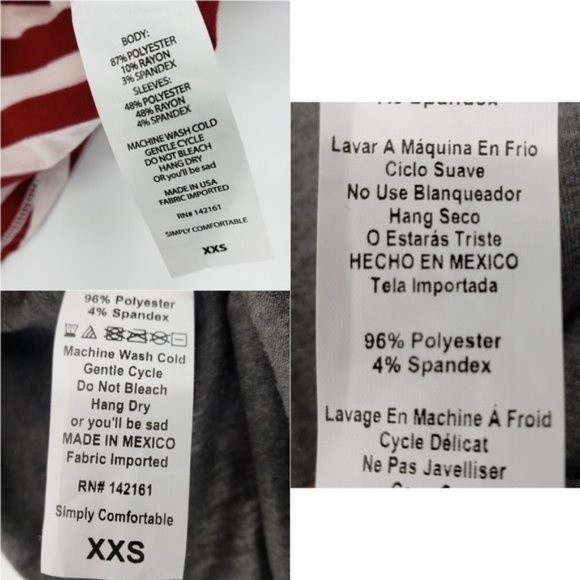 BODY:
87% POLYESTER
10% RAYON
3% SPANDEX
SLEEVES:
48% POLYESTER
48% RAYON
4% SPANDEX
MACHINE WASH COLD
GENTLE CYCLE
DO NOT BLEACH
HANG DRY
OR you'll be sad
MADE IN USA
FABRIC IMPORTED
RN# 142161
SIMPLY COMFORTABLE
XXS
96% Polyester
4% Spandex
Machine Wash Cold
Gentle Cycle
Do Not Bleach
Hang Dry
or you'll be sad
MADE IN MEXICO
Fabric Imported
RN# 142161
Simply Comfortable
XXS
Spandex
Lavar A Máquina En Frio
Ciclo Suave
No Use Blanqueador
Hang Seco
O Estarás Triste
HECHO EN MEXICO
Tela Importada
96% Polyester
4% Spandex
Lavage En Machine À Froid
Cycle Délicat
Ne Pas Javelliser